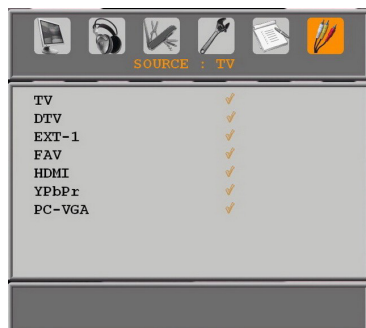 SOURCE : TV
TV
DTV
EXT-1
FAV
HDMI
YPbPr
PC-VGA